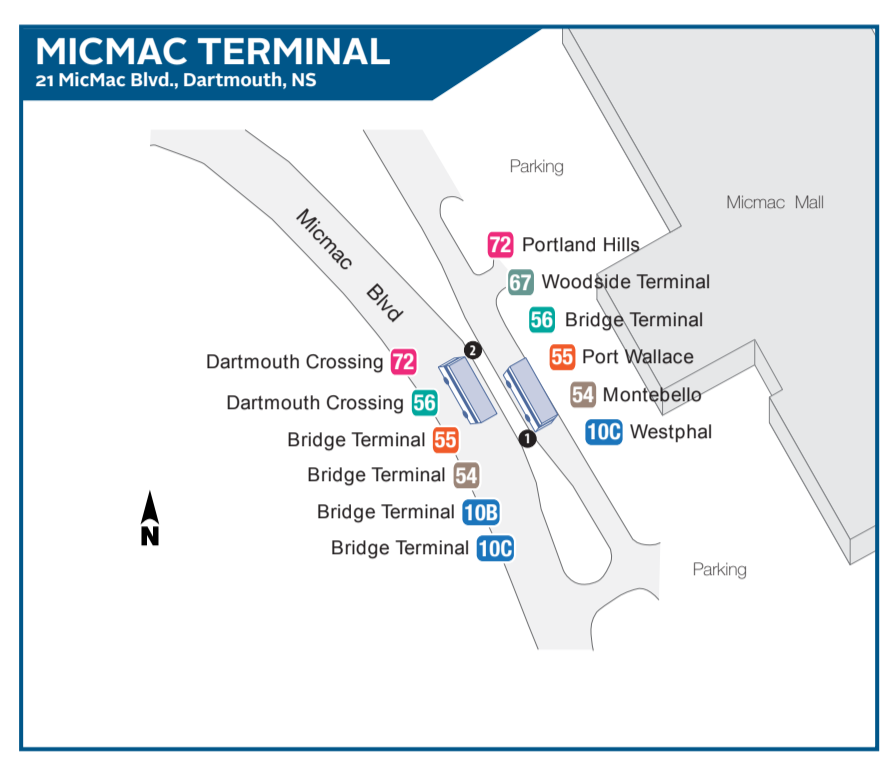 MICMAC TERMINAL
21 MicMac Blvd., Dartmouth, NS
Parking
Micmac Mall
Micmac Blvd
72 Portland Hills
67 Woodside Terminal
56 Bridge Terminal
55 Port Wallace
54 Montebello
10C Westphal
2
1
Dartmouth Crossing 72
Dartmouth Crossing 56
Bridge Terminal 55
Bridge Terminal 54
Bridge Terminal 10B
Bridge Terminal 10C
N
Parking